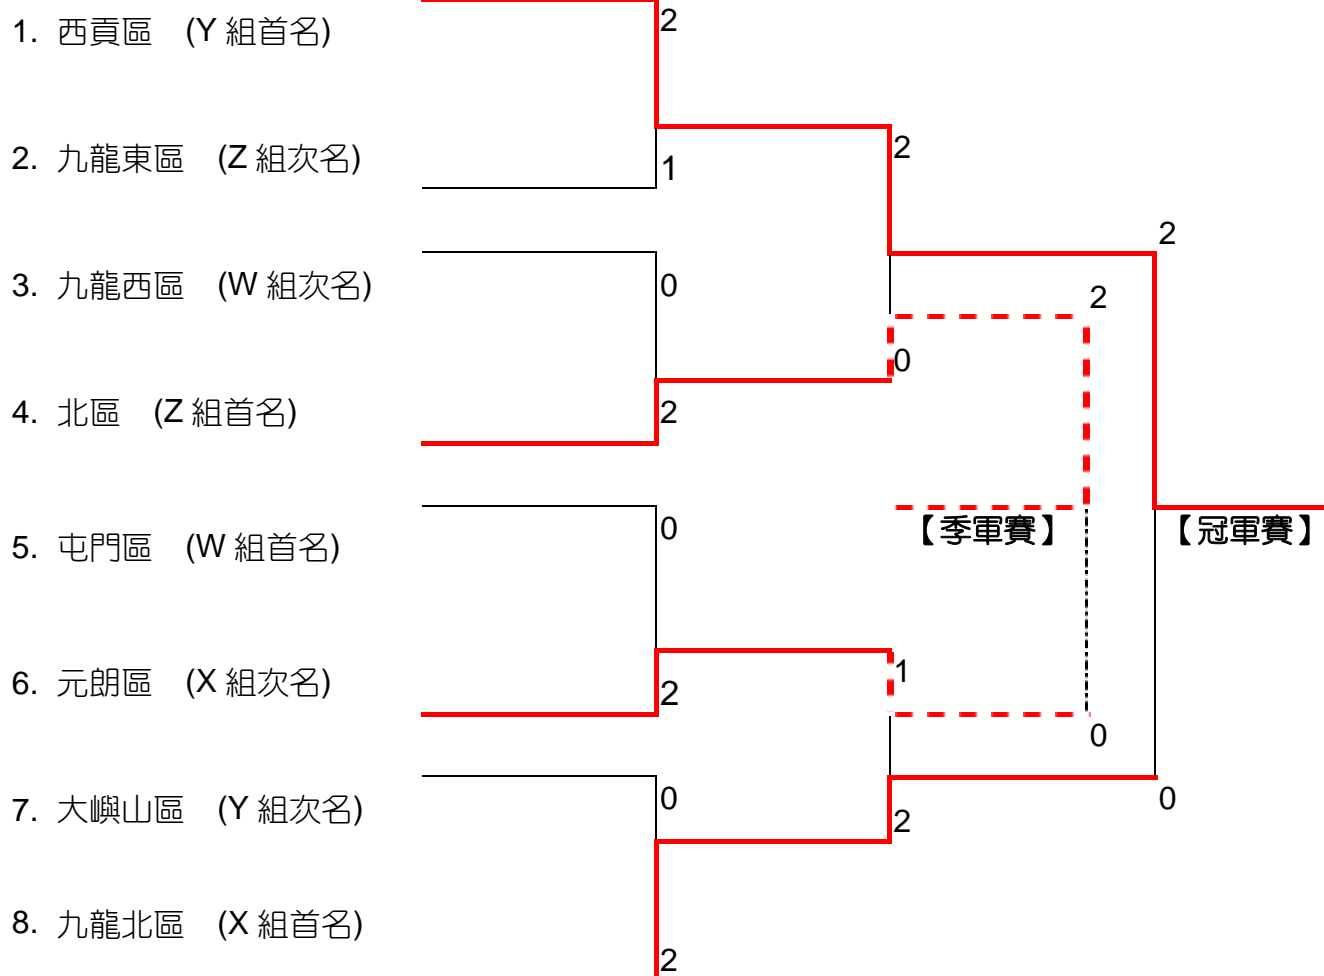 1. 西貢區 (Y 組首名)
2
2. 九龍東區 (Z 組次名)
1
2
3. 九龍西區 (W 組次名)
0
2
2
0
4. 北區 (Z 組首名)
2
5. 屯門區 (W 組首名)
0
【季軍賽】
【冠軍賽】
6. 元朗區 (X 組次名)
2
1
0
7. 大嶼山區 (Y 組次名)
0
2
0
8. 九龍北區 (X 組首名)
2